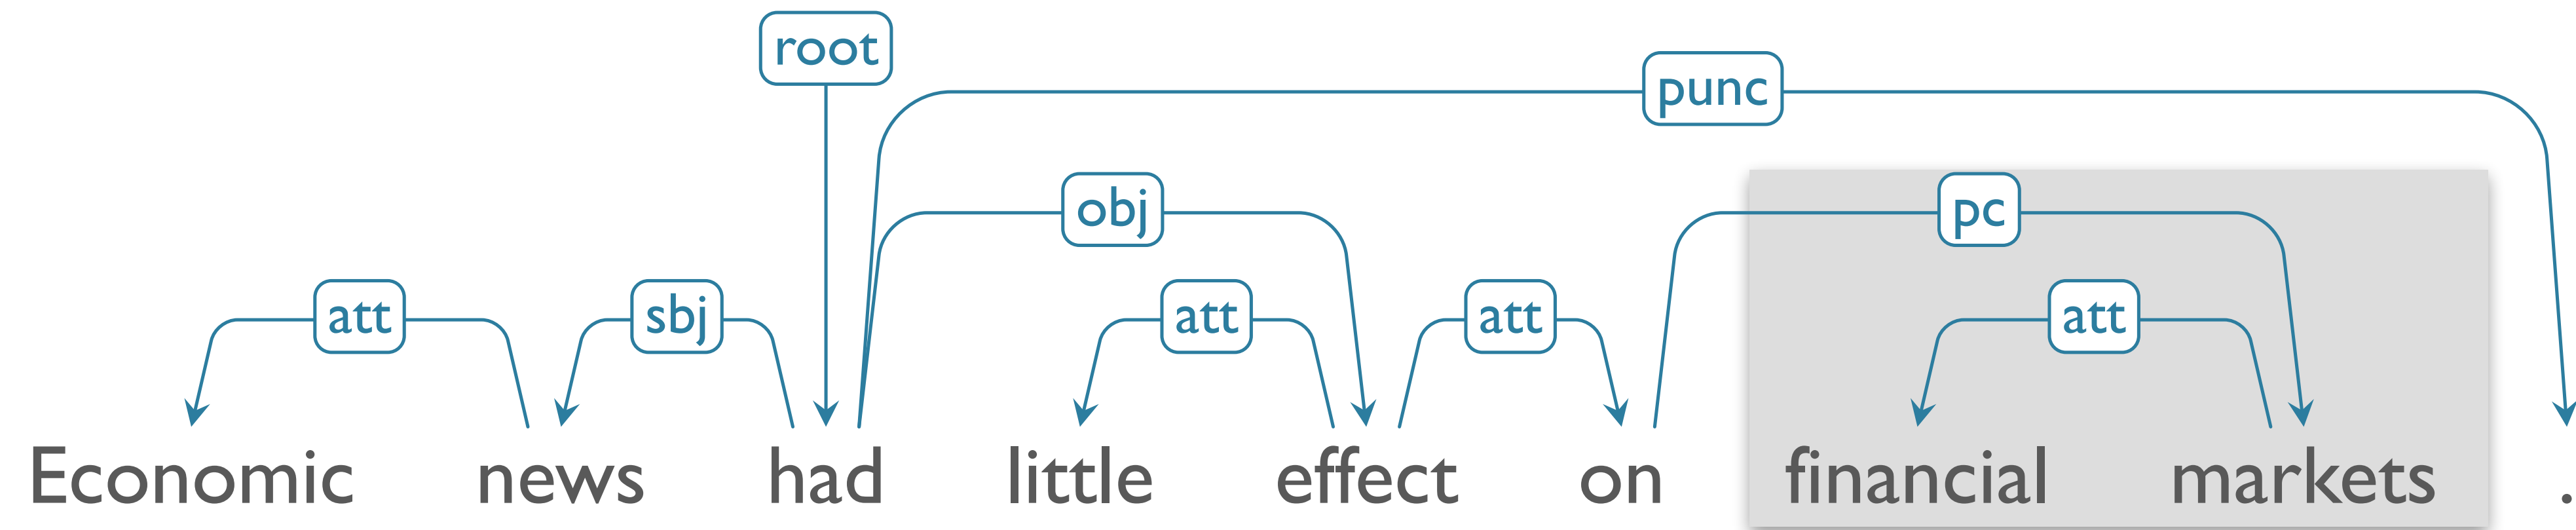 root
punc
obj pc
att sbj att att att
Economic news had little effect on financial markets .